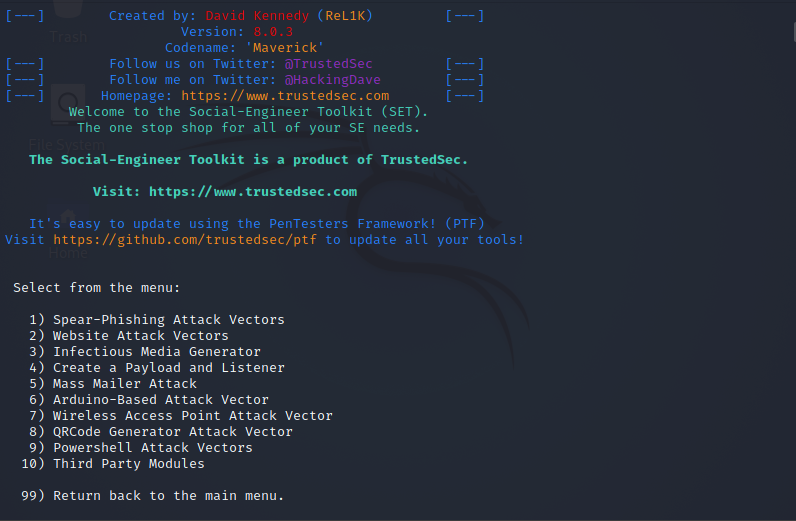 [---] Created by: David Kennedy (ReL1K) [---]
Version: 8.0.3
Codename: 'Maverick'
[---] Follow us on Twitter: @TrustedSec [---]
[---] Follow me on Twitter: @HackingDave [---]
[---] Homepage: https://www.trustedsec.com [---]
Welcome to the Social-Engineer Toolkit (SET).
The one stop shop for all of your SE needs.
The Social-Engineer Toolkit is a product of TrustedSec.
Visit: https://www.trustedsec.com
It's easy to update using the PenTesters Framework! (PTF)
Visit https://github.com/trustedsec/ptf to update all your tools!
Select from the menu:
1) Spear-Phishing Attack Vectors
2) Website Attack Vectors
3) Infectious Media Generator
4) Create a Payload and Listener
5) Mass Mailer Attack
6) Arduino-Based Attack Vector
7) Wireless Access Point Attack Vector
8) QRCode Generator Attack Vector
9) Powershell Attack Vectors
10) Third Party Modules
99) Return back to the main menu.
Trash
File System
Home